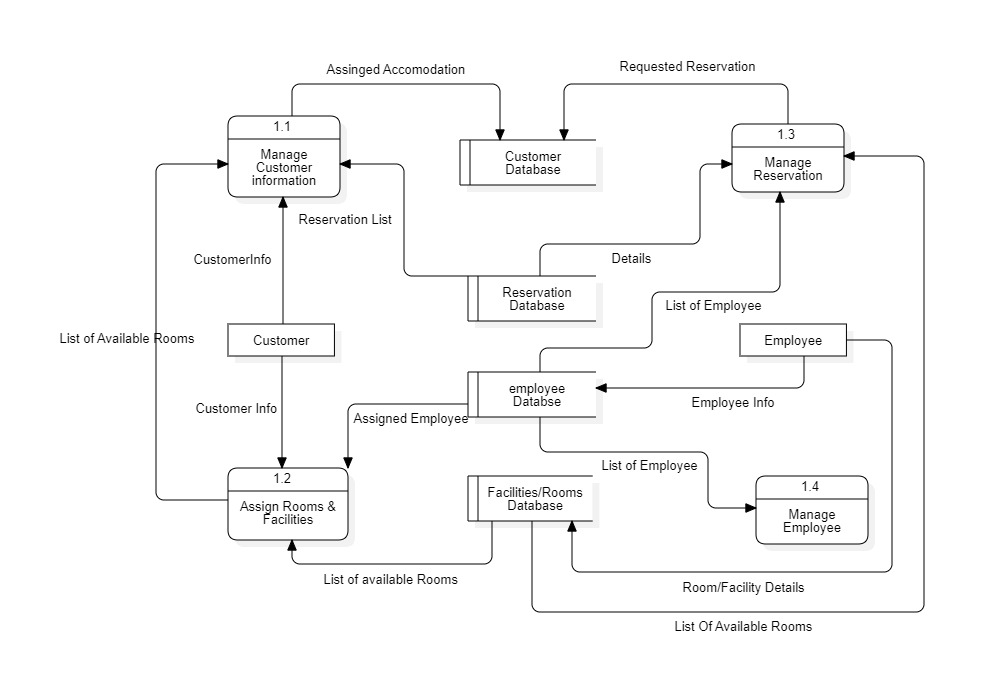 Requested Reservation
Assinged Accomodation
1.1
Manage
Customer
information
Customer
Database
1.3
Manage
Reservation
Reservation List
CustomerInfo
Details
Reservation
Database
List of Employee
List of Available Rooms
Customer
Employee
employee
Databse
Employee Info
Customer Info
Assigned Employee
List of Employee
1.2
Assign Rooms &
Facilities
Facilities/Rooms
Database
1.4
Manage
Employee
List of available Rooms
Room/Facility Details
List Of Available Rooms